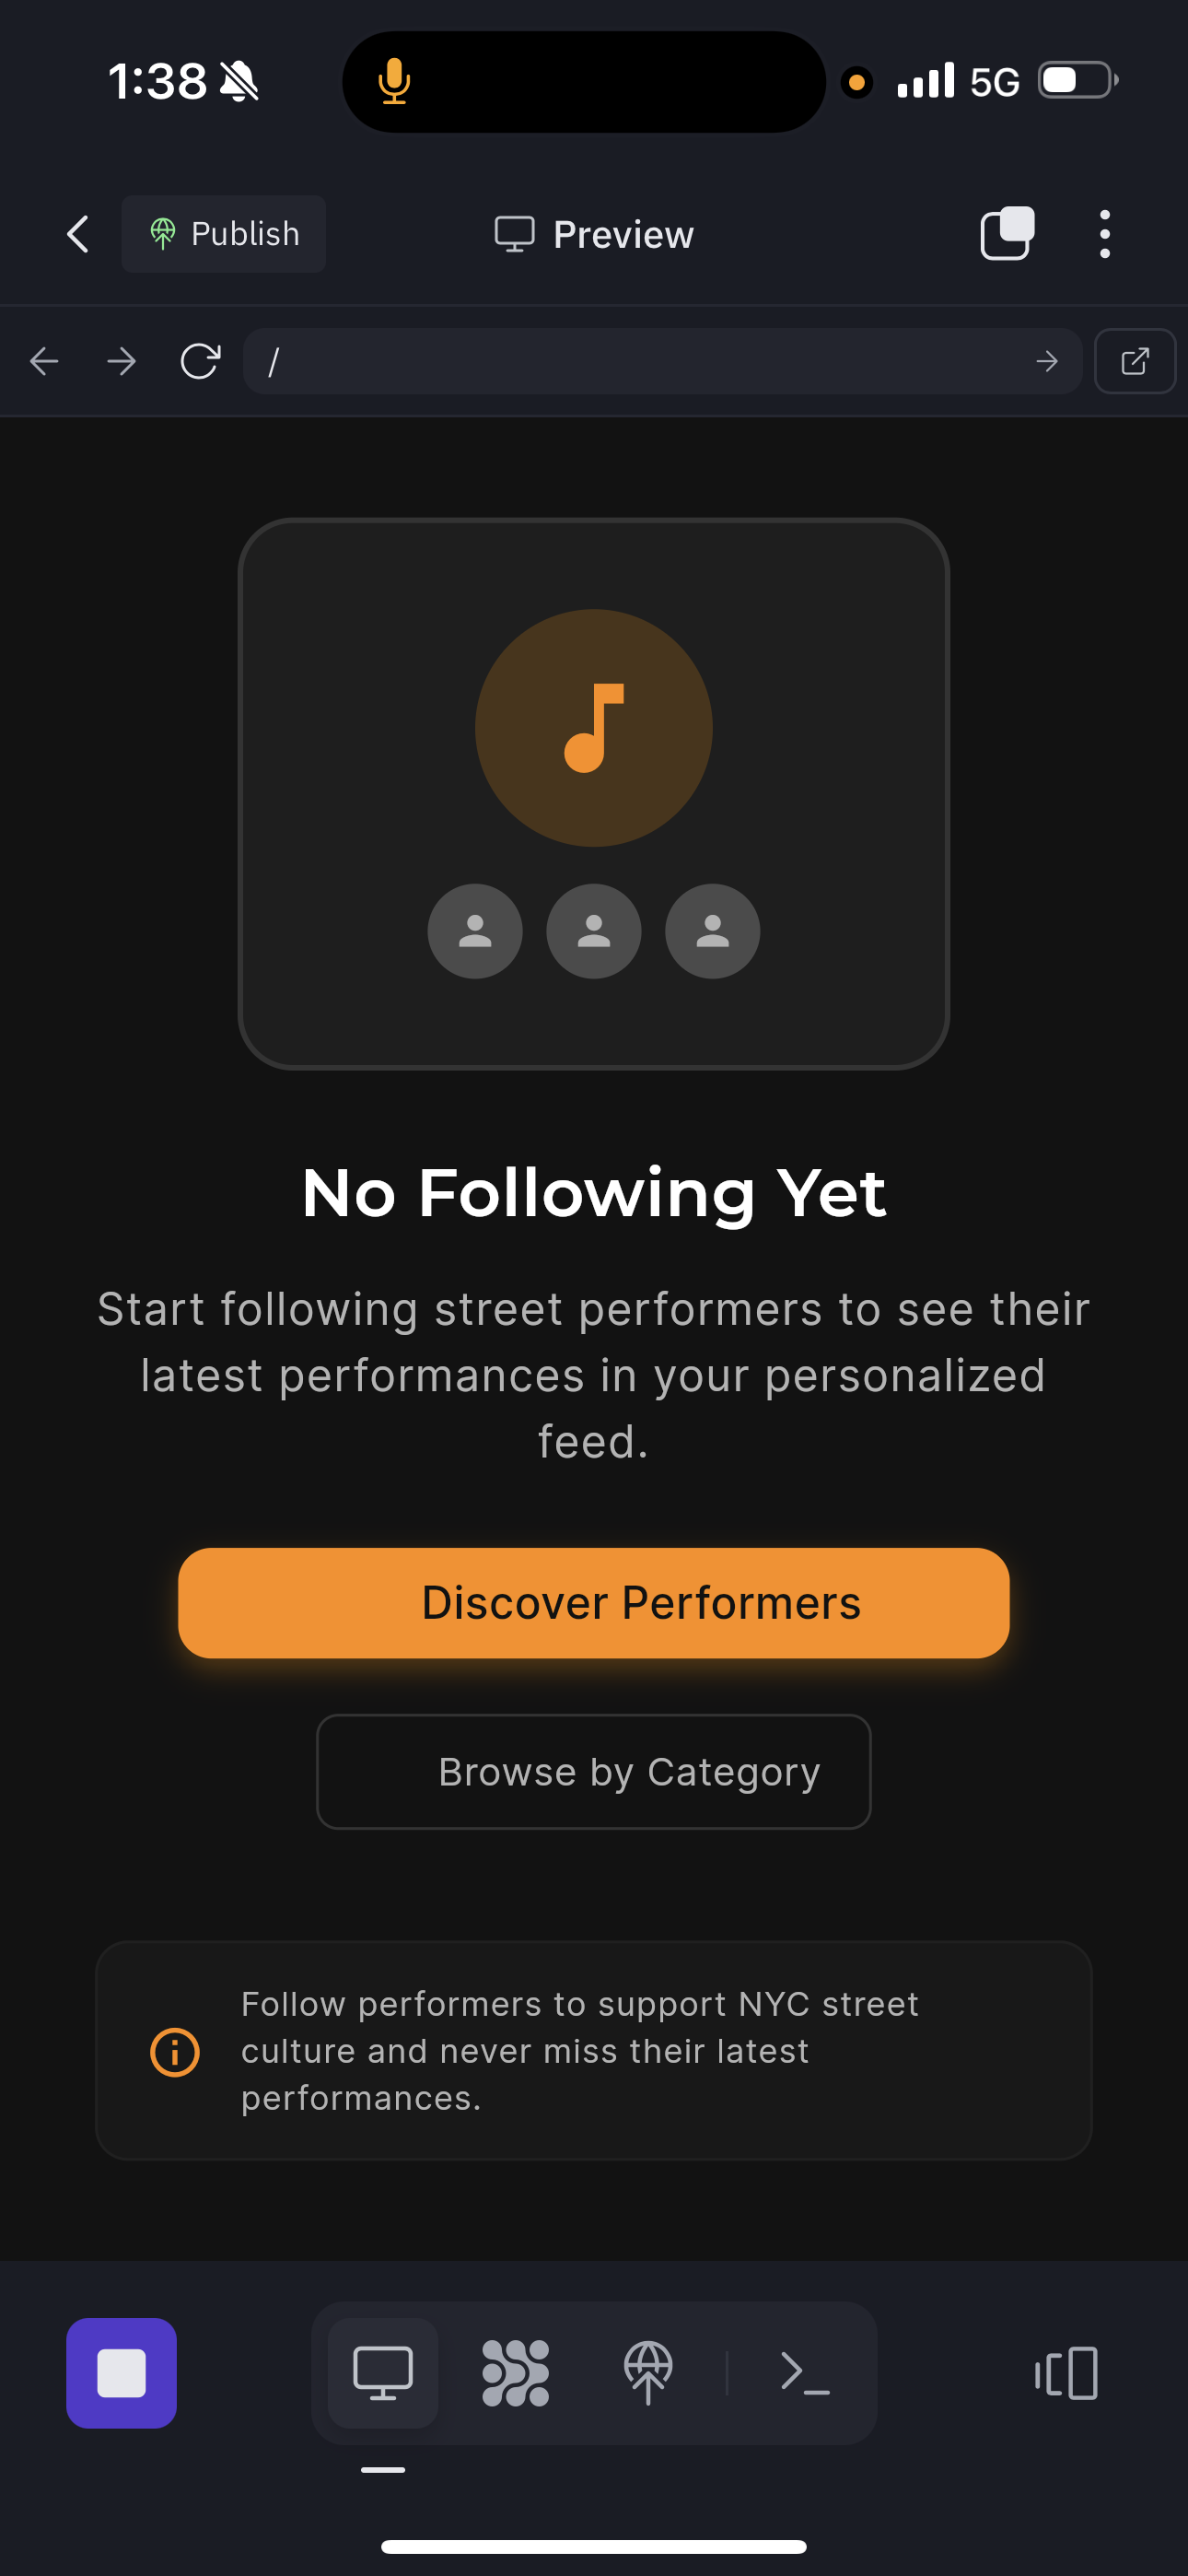 1:38
5G
Publish
Preview
/
No Following Yet
Start following street performers to see their
latest performances in your personalized
feed.
Discover Performers
Browse by Category
Follow performers to support NYC street
culture and never miss their latest
performances.